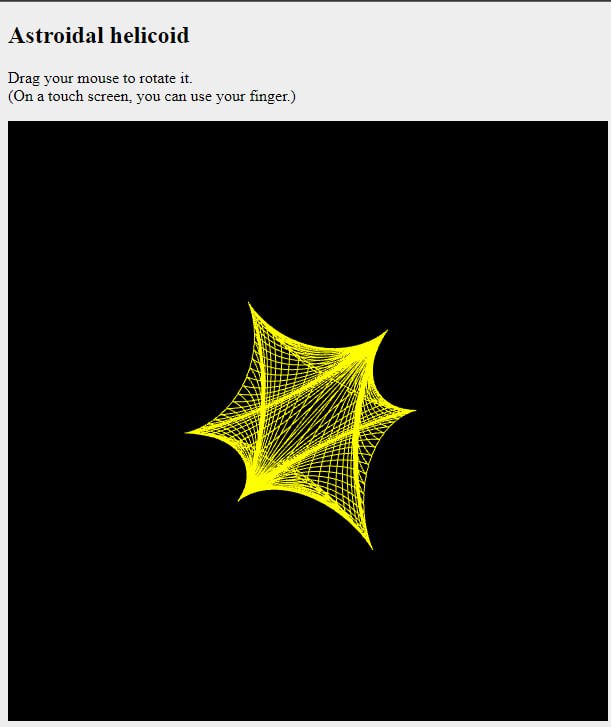 Astroidal helicoid
Drag your mouse to rotate it.
(On a touch screen, you can use your finger.)